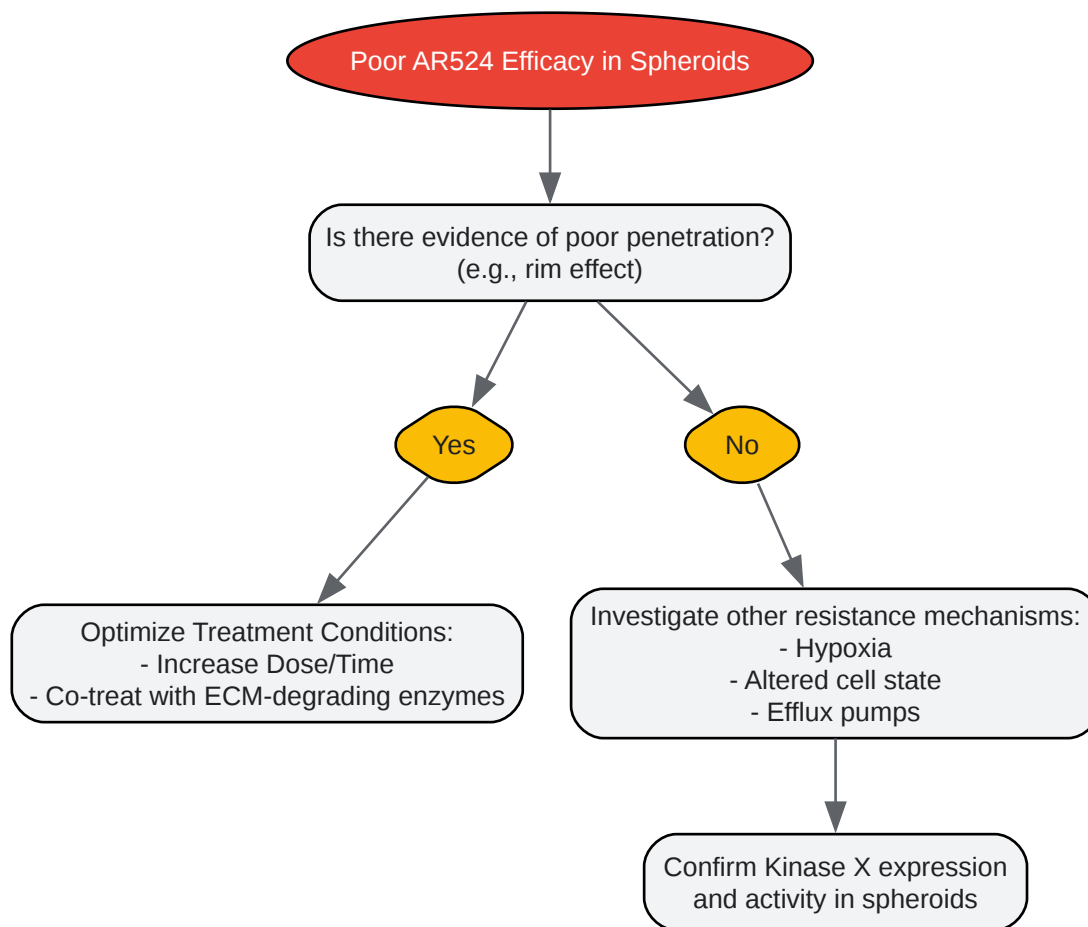 Poor AR524 Efficacy in Spheroids
Is there evidence of poor penetration?
(e.g., rim effect)
Yes
No
Optimize Treatment Conditions:
- Increase Dose/Time
- Co-treat with ECM-degrading enzymes
Investigate other resistance mechanisms:
- Hypoxia
- Altered cell state
- Efflux pumps
Confirm Kinase X expression
and activity in spheroids